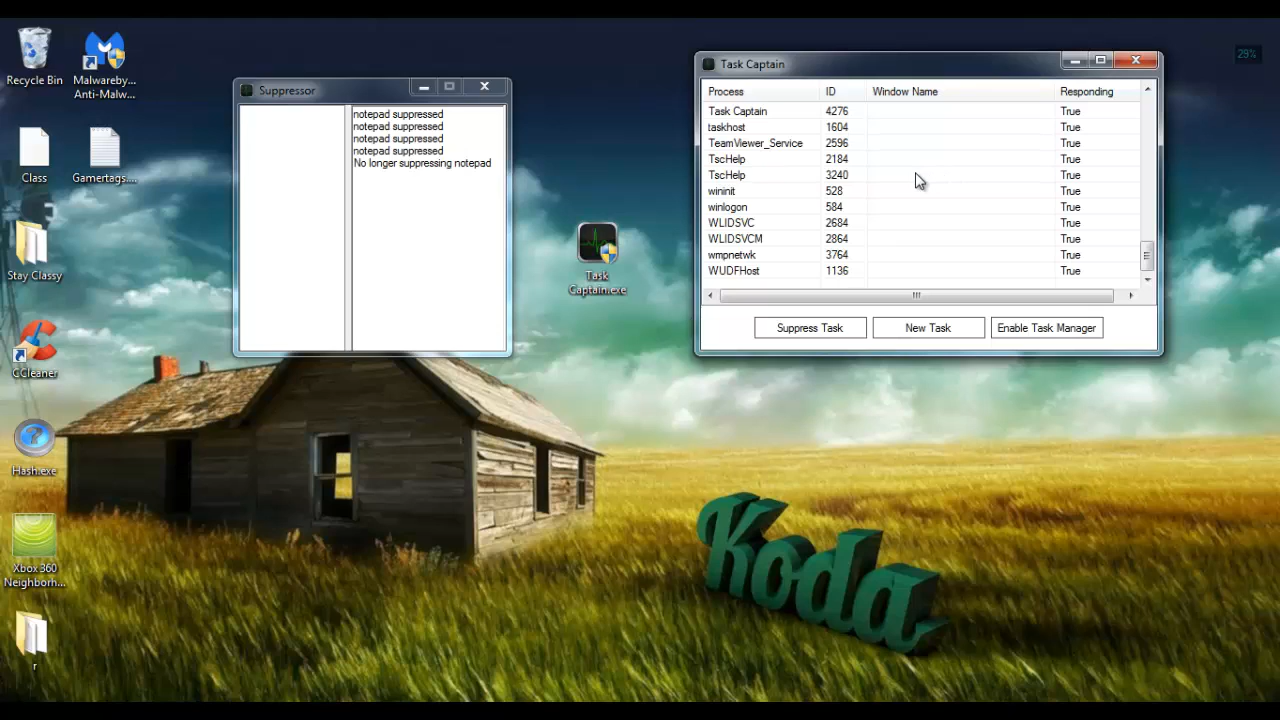 Recycle Bin
Malwareby...
Anti-Malw...
Class
Gamertags....
Stay Classy
CCleaner
Hash.exe
Xbox 360
Neighborh...
r
Suppressor
notepad suppressed
notepad suppressed
notepad suppressed
notepad suppressed
No longer suppressing notepad
Task
Captain.exe
Task Captain
Process ID Window Name Responding
Task Captain 4276 True
taskhost 1604 True
TeamViewer_Service 2596 True
TscHelp 2184 True
TscHelp 3240 True
wininit 528 True
winlogon 584 True
WLIDSVC 2684 True
WLIDSVCM 2864 True
wmpnetwk 3764 True
WUDFHost 1136 True
Suppress Task New Task Enable Task Manager
29%
Koda